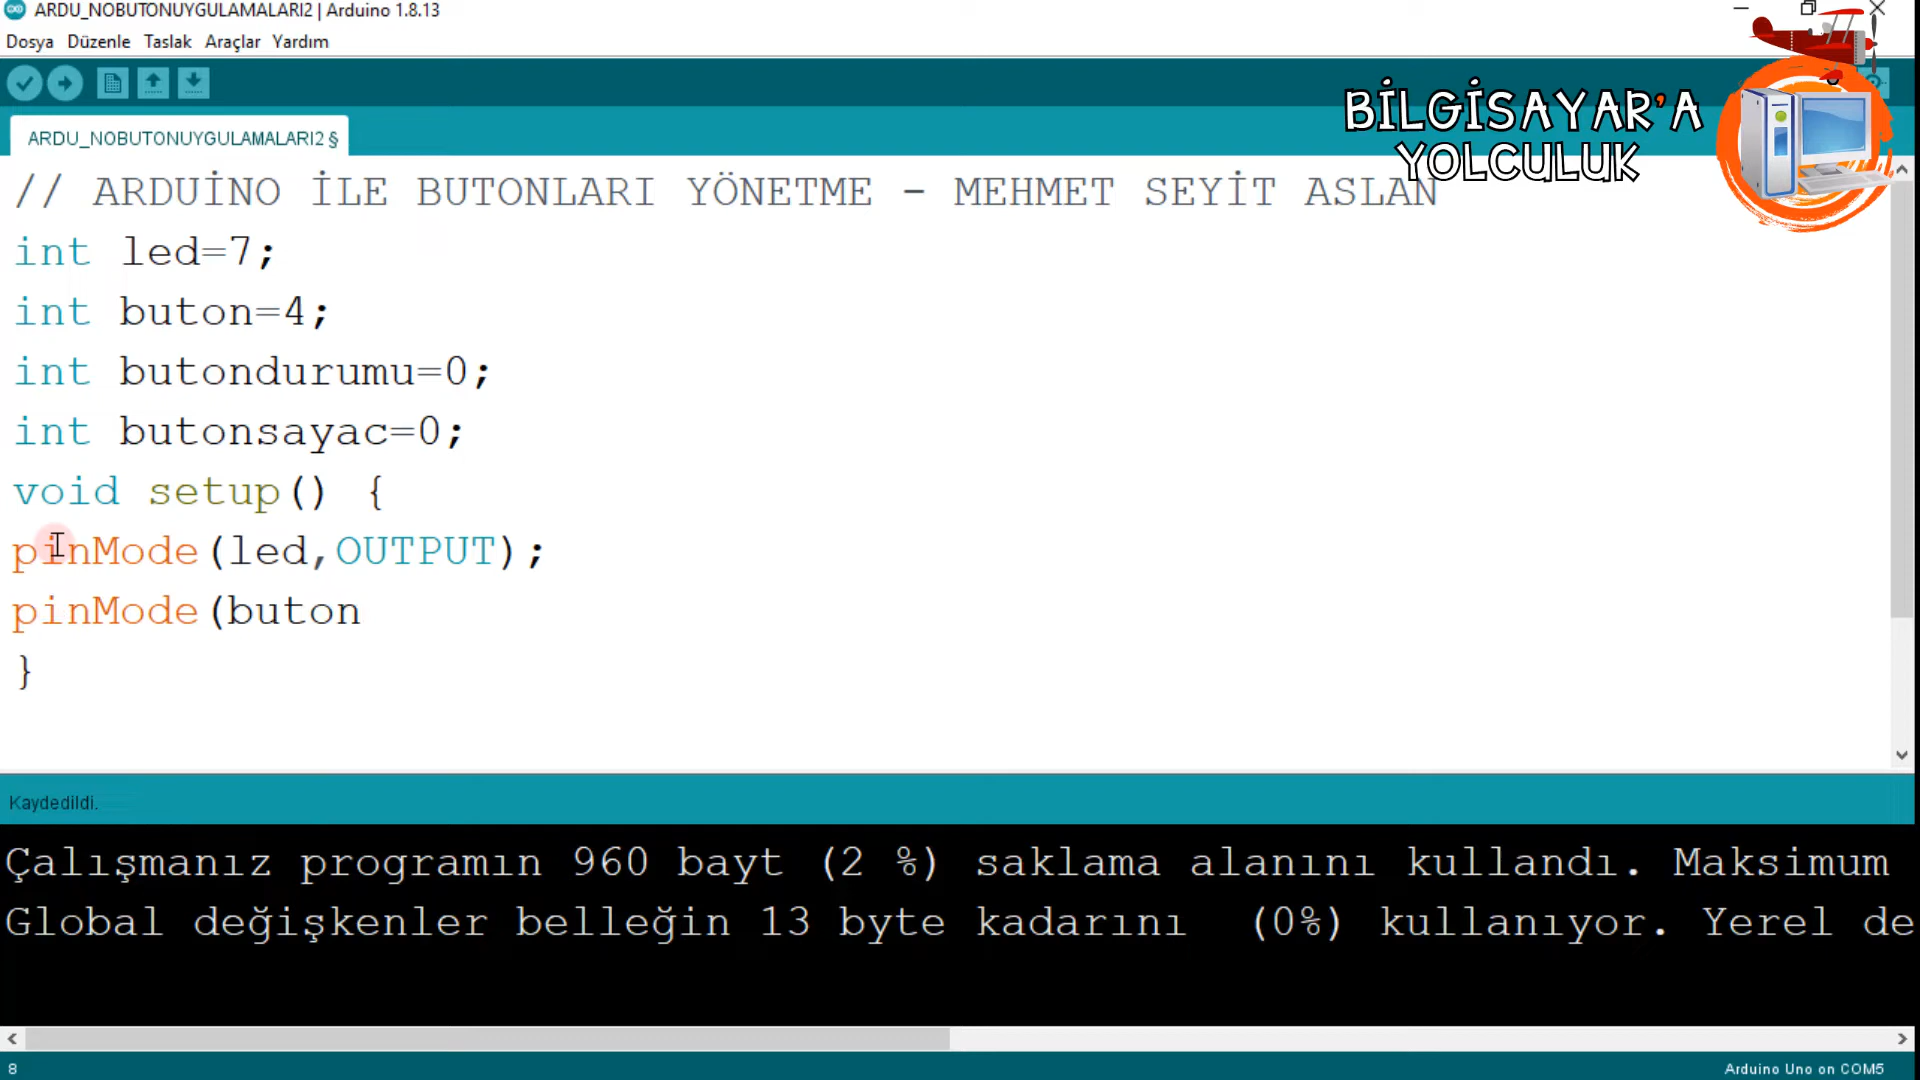 ARDU_NOBUTONUYGULAMALARI2 | Arduino 1.8.13
Dosya Düzenle Taslak Araçlar Yardım
BİLGİSAYAR'A
YOLCULUK
ARDU_NOBUTONUYGULAMALARI2 §
// ARDUİNO İLE BUTONLARI YÖNETME - MEHMET SEYİT ASLAN
int led=7;
int buton=4;
int butondurumu=0;
int butonsayac=0;
void setup() {
pinMode(led,OUTPUT);
pinMode(buton
}
Kaydedildi.
Çalışmanız programın 960 bayt (2 %) saklama alanını kullandı. Maksimum
Global değişkenler belleğin 13 byte kadarını (0%) kullanıyor. Yerel de
8
Arduino Uno on COM5